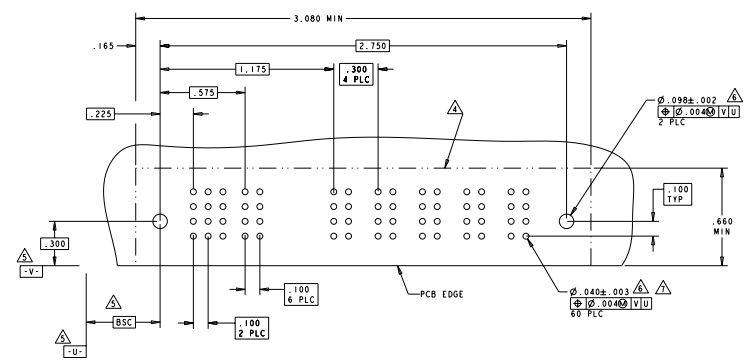 3.080 MIN
.165
2.750
1.175
.300
4 PLC
.575
.225
4
Ø.098±.002
6
⌖ Ø.004Ⓜ V U
2 PLC
.100
TYP
.660
MIN
.300
5
-V-
5
BSC
5
-U-
.100
6 PLC
.100
2 PLC
PCB EDGE
Ø.040±.003
6
7
⌖ Ø.004Ⓜ V U
60 PLC